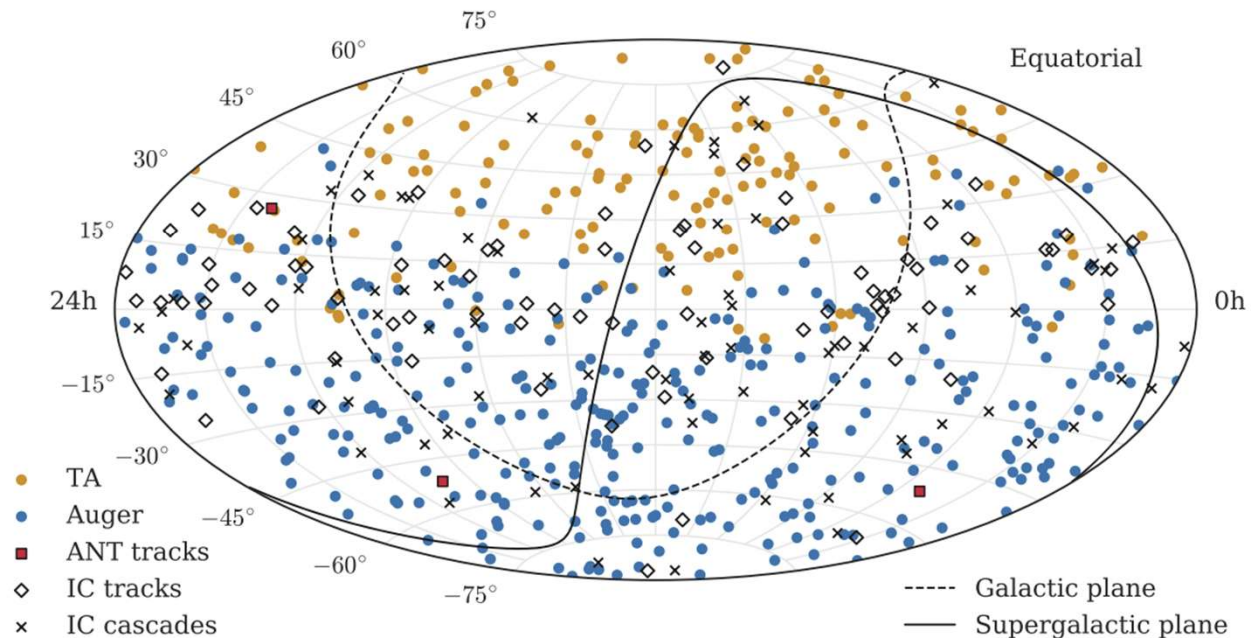 75°
60°
Equatorial
45°
30°
15°
24h
0h
−15°
−30°
TA
Auger
−45°
ANT tracks
−60°
IC tracks
Galactic plane
−75°
IC cascades
Supergalactic plane